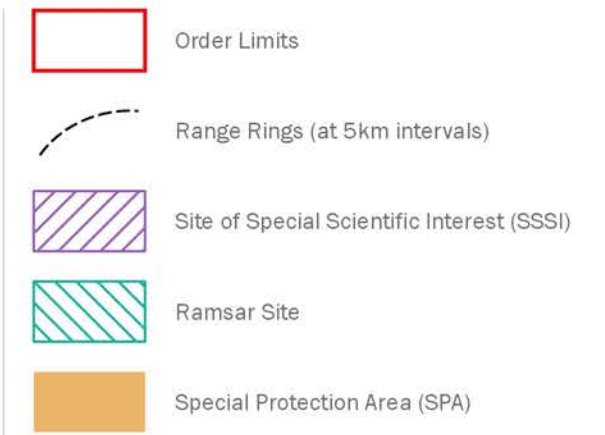 Order Limits
Range Rings (at 5km intervals)
Site of Special Scientific Interest (SSSI)
Ramsar Site
Special Protection Area (SPA)